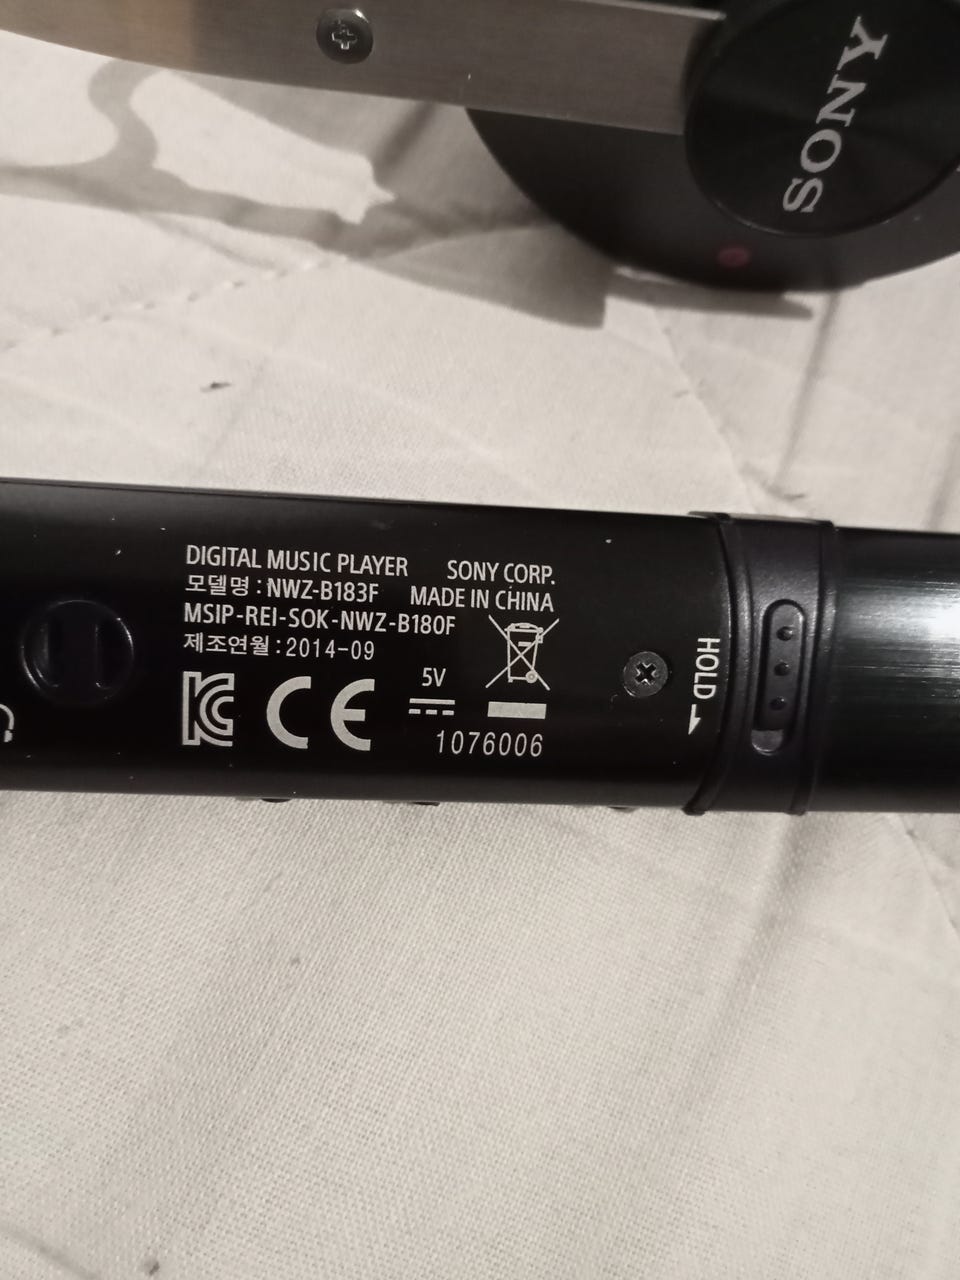 SONY
DIGITAL MUSIC PLAYER SONY CORP.
모델명 : NWZ-B183F MADE IN CHINA
MSIP-REI-SOK-NWZ-B180F
제조연월 : 2014-09
5V
CE
1076006
HOLD